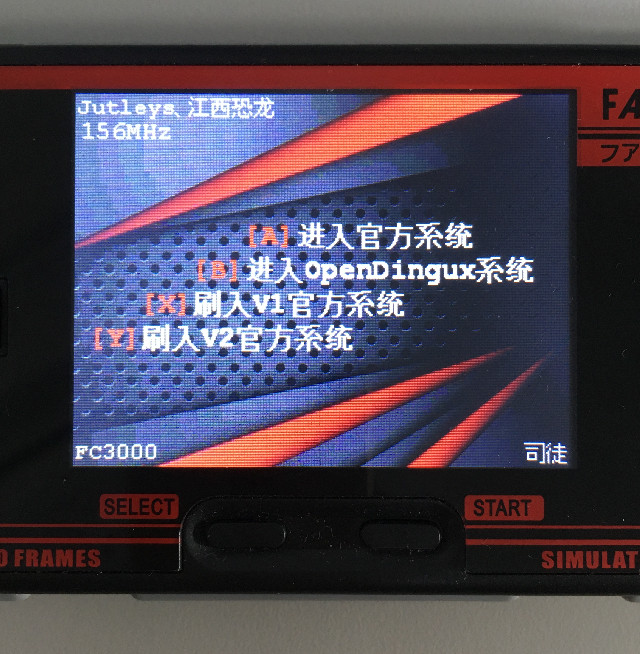 Jutleys、江西恐龙
156MHz
FA
ファ
[A] 进入官方系统
[B] 进入OpenDingux系统
[X] 刷入V1官方系统
[Y] 刷入V2官方系统
FC3000
司徒
SELECT
START
O FRAMES
SIMULAT